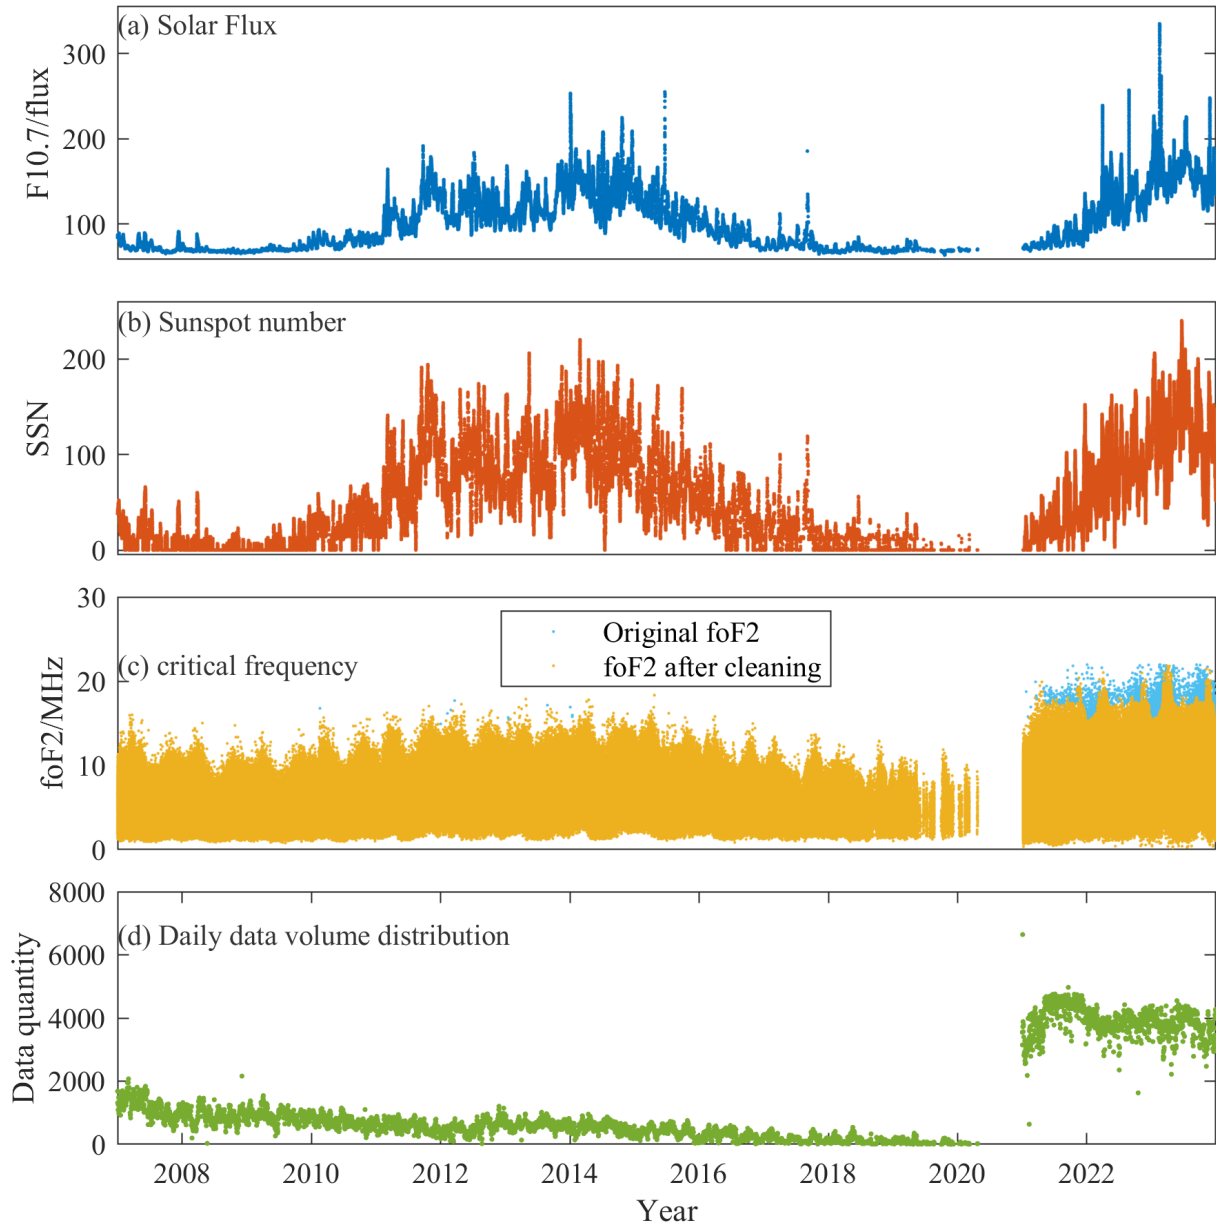 (a) Solar Flux
300
200
100
F10.7/flux
(b) Sunspot number
200
100
0
SSN
30
Original foF2
foF2 after cleaning
(c) critical frequency
20
10
0
foF2/MHz
8000
(d) Daily data volume distribution
6000
4000
2000
0
Data quantity
2008 2010 2012 2014 2016 2018 2020 2022
Year